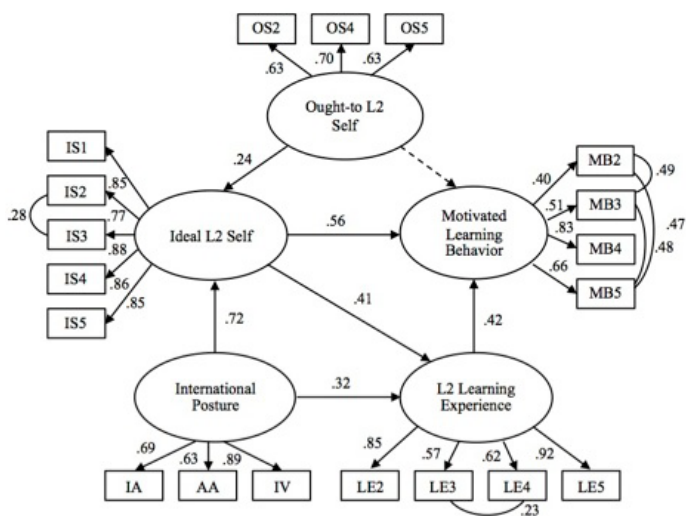 OS2 OS4 OS5
.63 .70 .63
Ought-to L2
Self
IS1
IS2
IS3
IS4
IS5
.28
.85
.77
.88
.86
.85
.24
Ideal L2 Self
.56
Motivated
Learning
Behavior
.40
.51
.83
.66
MB2
MB3
MB4
MB5
.49
.47
.48
.72
.41
.42
International
Posture
.32
L2 Learning
Experience
.69 .63 .89
IA AA IV
.85 .57 .62 .92
LE2 LE3 LE4 LE5
.23